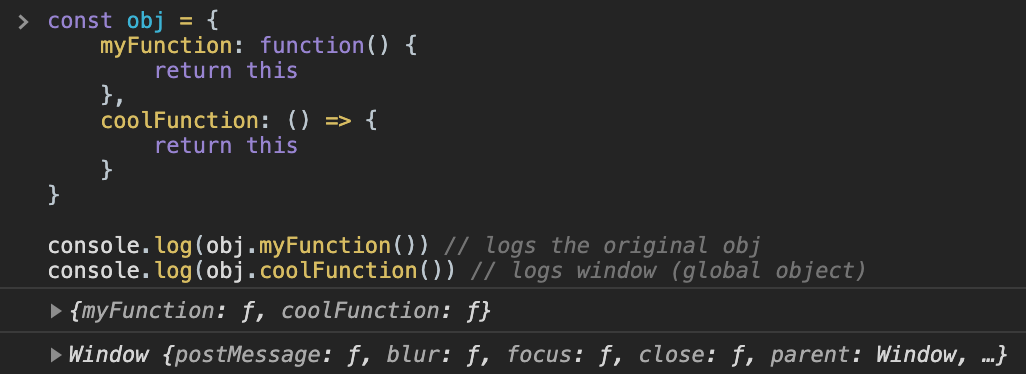 > const obj = {
    myFunction: function() {
        return this
    },
    coolFunction: () => {
        return this
    }
}
console.log(obj.myFunction()) // logs the original obj
console.log(obj.coolFunction()) // logs window (global object)
▶ {myFunction: ƒ, coolFunction: ƒ}
▶ Window {postMessage: ƒ, blur: ƒ, focus: ƒ, close: ƒ, parent: Window, …}